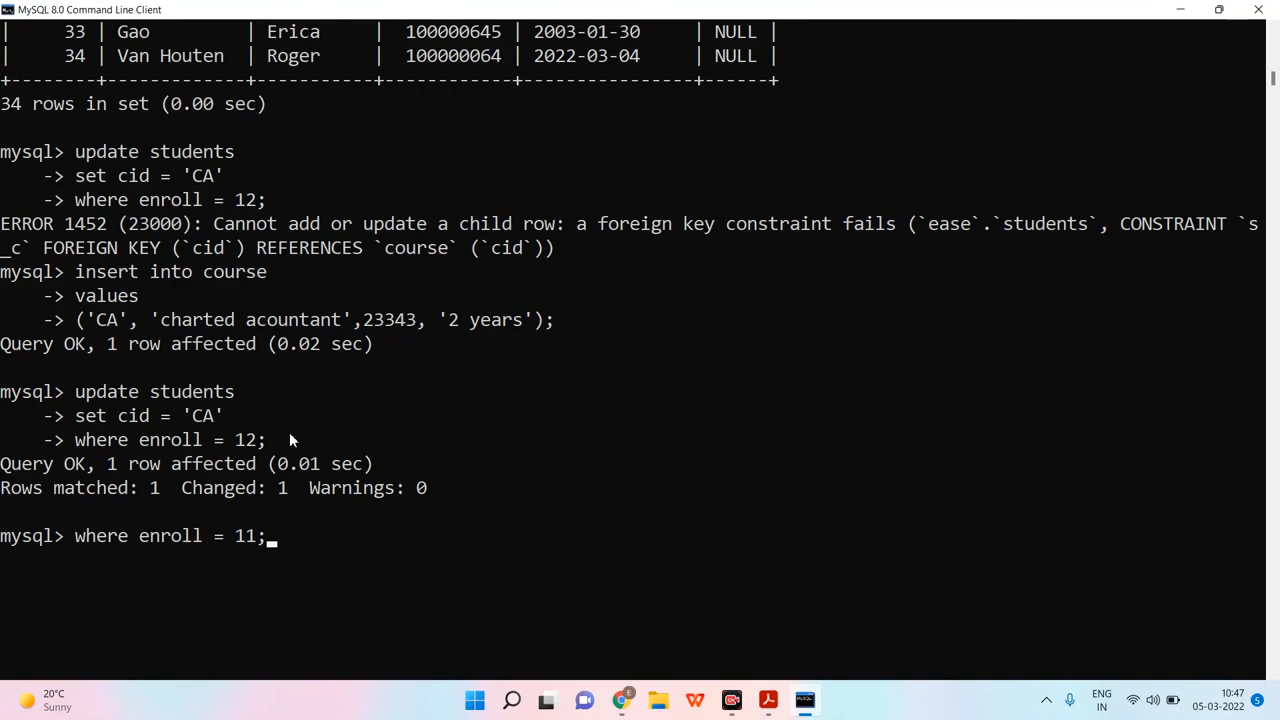 MySQL 8.0 Command Line Client
|     33 | Gao         | Erica     |  100000645 | 2003-01-30     | NULL |
|     34 | Van Houten  | Roger     |  100000064 | 2022-03-04     | NULL |
+--------+-------------+-----------+------------+----------------+------+
34 rows in set (0.00 sec)
mysql> update students
    -> set cid = 'CA'
    -> where enroll = 12;
ERROR 1452 (23000): Cannot add or update a child row: a foreign key constraint fails (`ease`.`students`, CONSTRAINT `s
_c` FOREIGN KEY (`cid`) REFERENCES `course` (`cid`))
mysql> insert into course
    -> values
    -> ('CA', 'charted acountant',23343, '2 years');
Query OK, 1 row affected (0.02 sec)
mysql> update students
    -> set cid = 'CA'
    -> where enroll = 12;
Query OK, 1 row affected (0.01 sec)
Rows matched: 1  Changed: 1  Warnings: 0
mysql> where enroll = 11;
20°C
Sunny
E
W
ENG
IN
10:47
05-03-2022
5